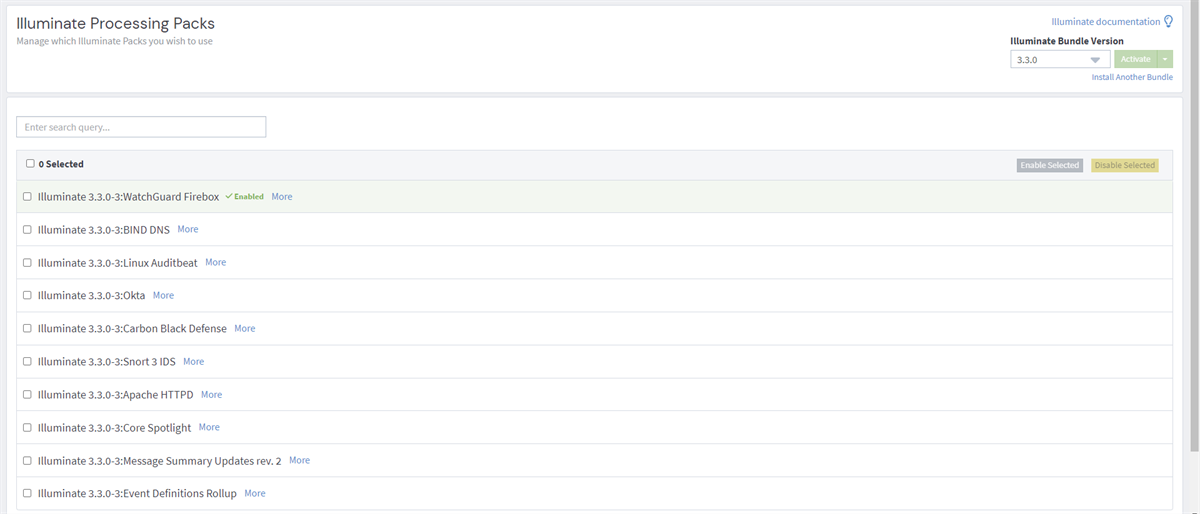 Illuminate Processing Packs
Manage which Illuminate Packs you wish to use
Illuminate documentation
Illuminate Bundle Version
3.3.0
Activate
Install Another Bundle
Enter search query...
0 Selected
Enable Selected
Disable Selected
Illuminate 3.3.0-3:WatchGuard Firebox Enabled More
Illuminate 3.3.0-3:BIND DNS More
Illuminate 3.3.0-3:Linux Auditbeat More
Illuminate 3.3.0-3:Okta More
Illuminate 3.3.0-3:Carbon Black Defense More
Illuminate 3.3.0-3:Snort 3 IDS More
Illuminate 3.3.0-3:Apache HTTPD More
Illuminate 3.3.0-3:Core Spotlight More
Illuminate 3.3.0-3:Message Summary Updates rev. 2 More
Illuminate 3.3.0-3:Event Definitions Rollup More